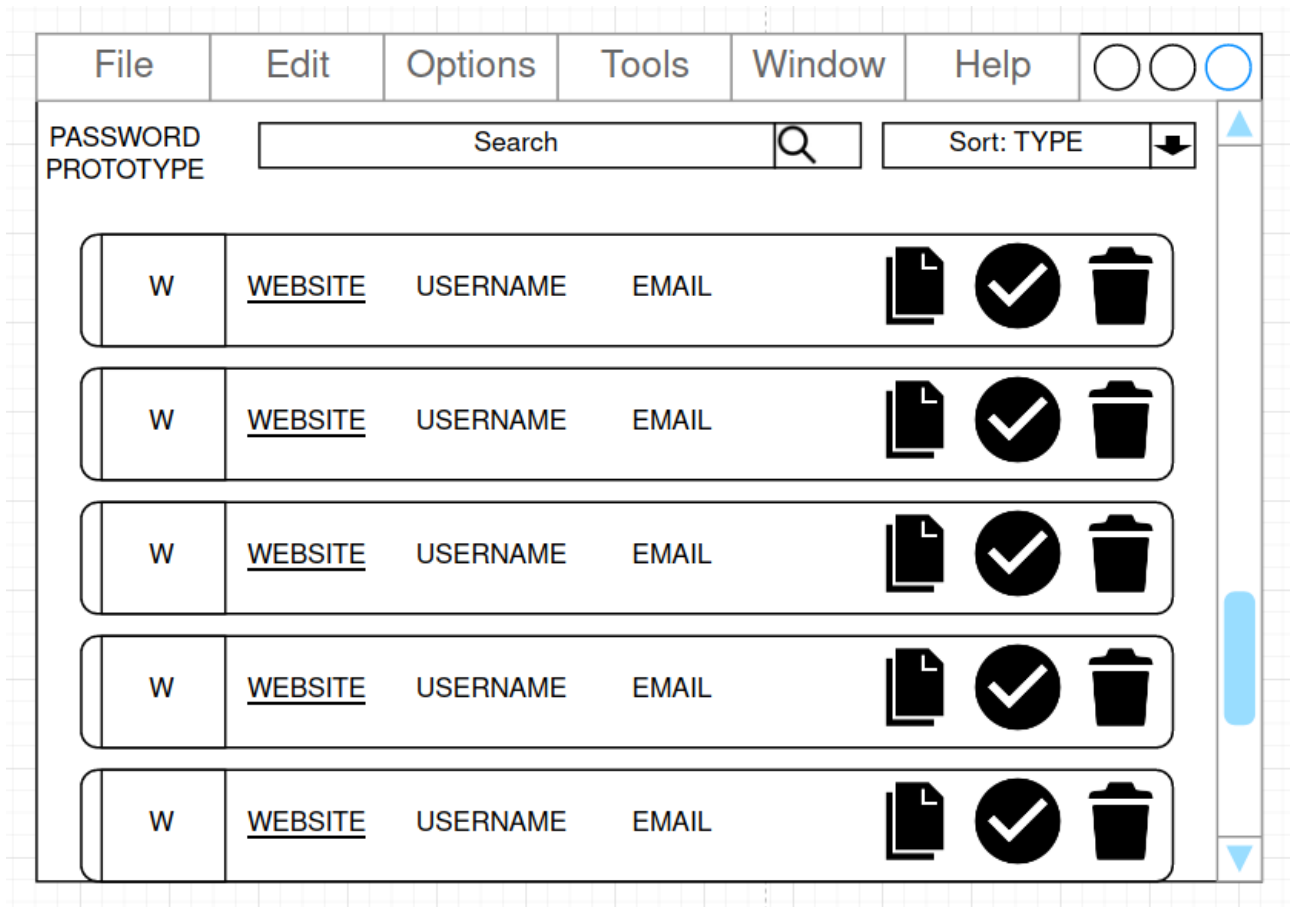 File Edit Options Tools Window Help
PASSWORD
PROTOTYPE
Search
Sort: TYPE
W WEBSITE USERNAME EMAIL
W WEBSITE USERNAME EMAIL
W WEBSITE USERNAME EMAIL
W WEBSITE USERNAME EMAIL
W WEBSITE USERNAME EMAIL